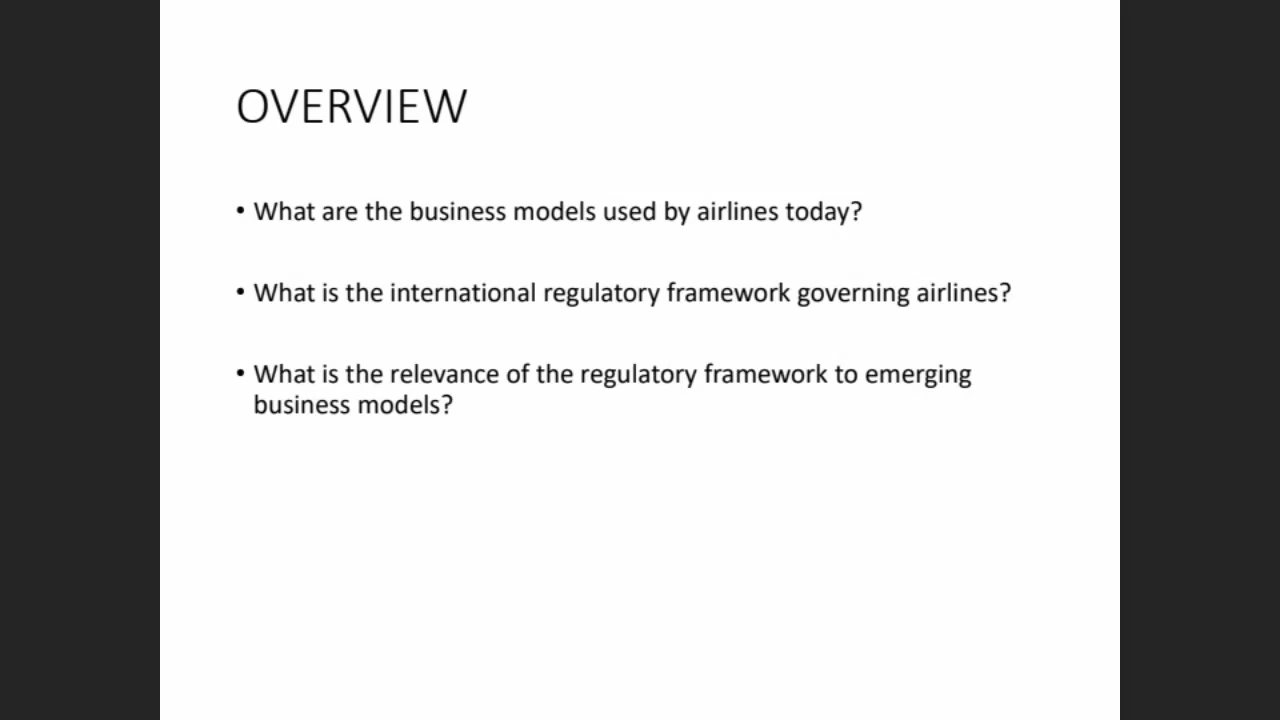 OVERVIEW
• What are the business models used by airlines today?
• What is the international regulatory framework governing airlines?
• What is the relevance of the regulatory framework to emerging
business models?